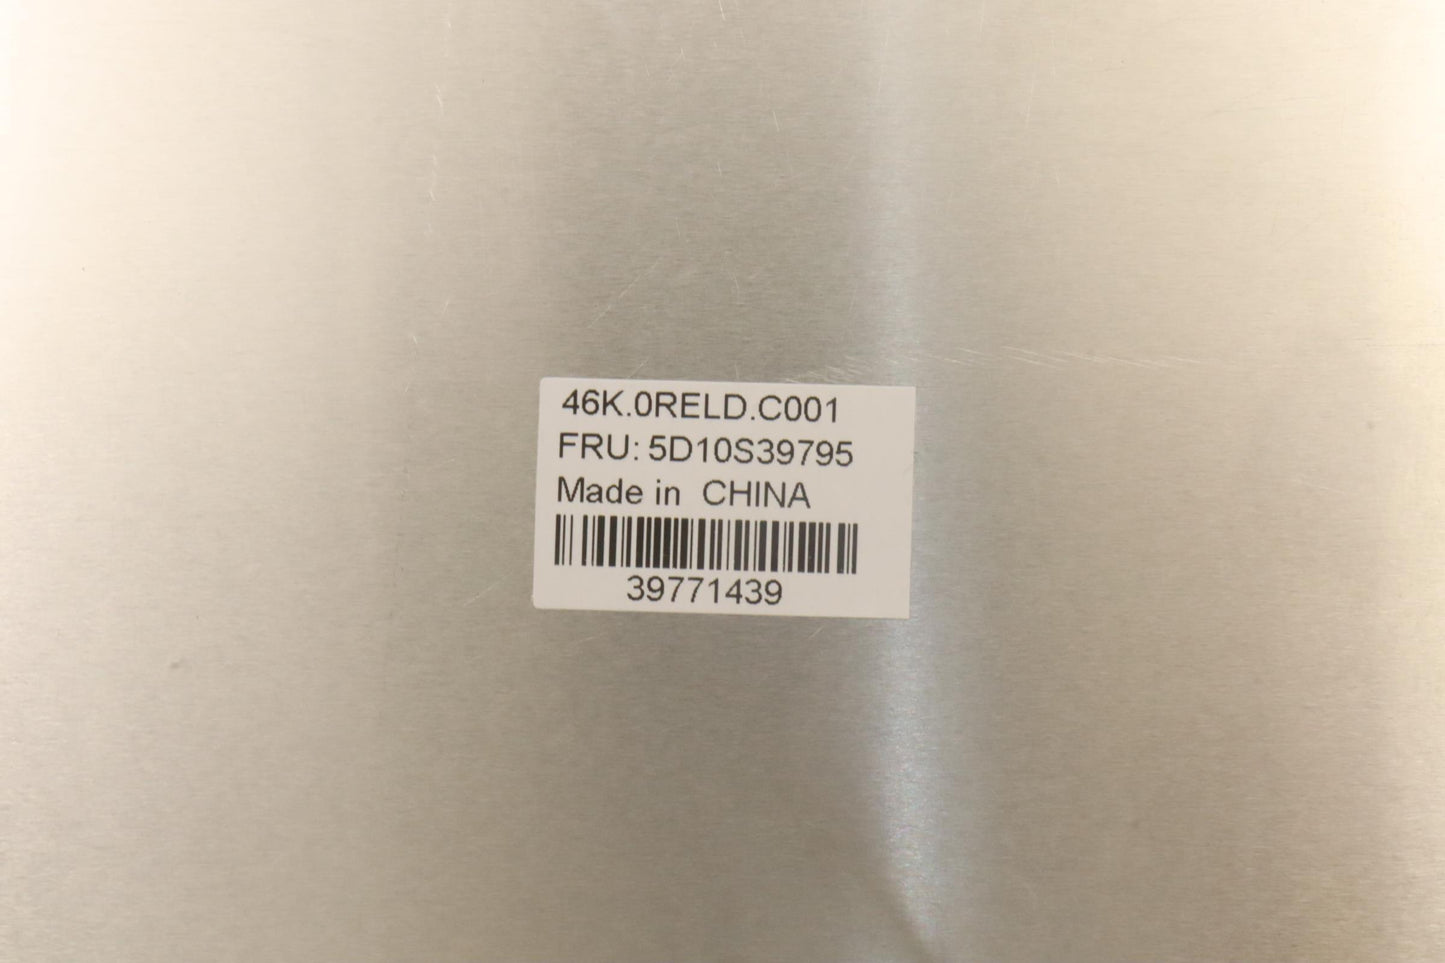 46K.0RELD.C001
FRU: 5D10S39795
Made in CHINA
39771439